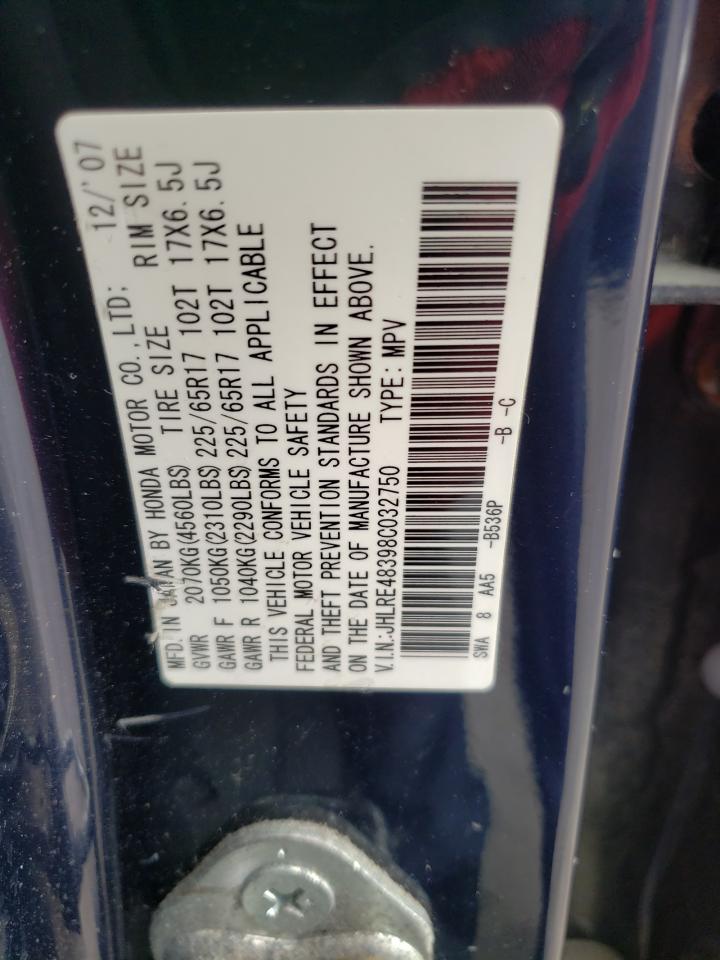 MFD. IN JAPAN BY HONDA MOTOR CO.,LTD; 12/'07
GVWR 2070KG(4560LBS) TIRE SIZE RIM SIZE
GAWR F 1050KG(2310LBS) 225/65R17 102T 17X6.5J
GAWR R 1040KG(2290LBS) 225/65R17 102T 17X6.5J
THIS VEHICLE CONFORMS TO ALL APPLICABLE
FEDERAL MOTOR VEHICLE SAFETY
AND THEFT PREVENTION STANDARDS IN EFFECT
ON THE DATE OF MANUFACTURE SHOWN ABOVE.
V.I.N.:JHLRE48398C032750 TYPE: MPV
SWA 8 AA5 -B536P -B -C